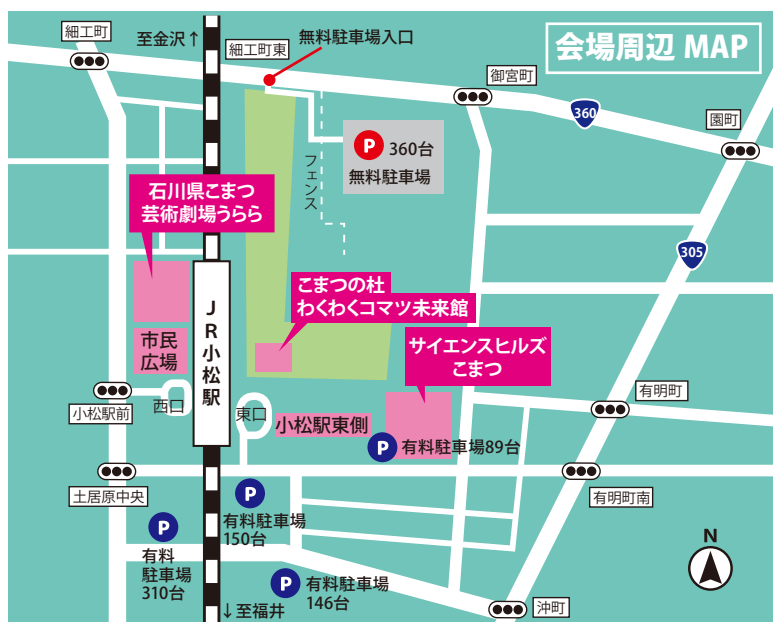 細工町
至金沢↑
細工町東
無料駐車場入口
会場周辺 MAP
御宮町
360
園町
P 360台
無料駐車場
フェンス
石川県こまつ
芸術劇場うらら
305
こまつの杜
わくわくコマツ未来館
JR小松駅
市民
広場
サイエンスヒルズ
こまつ
有明町
小松駅前
西口
東口
小松駅東側
P 有料駐車場89台
土居原中央
有明町南
P
有料駐車場
150台
P
有料
駐車場
310台
P 有料駐車場
146台
↓至福井
沖町
N